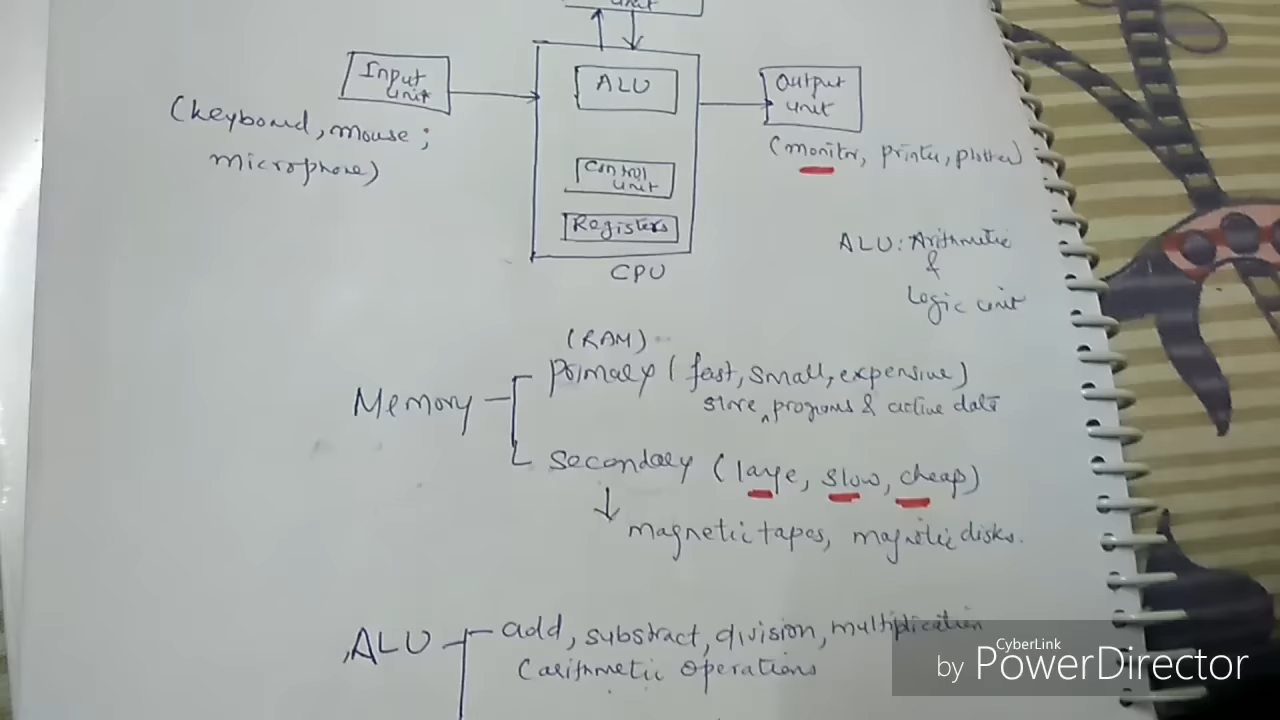 unit
Input
unit
(keyboard, mouse;
microphone)
ALU
Control
unit
Registers
CPU
Output
unit
(monitor, printer, plotter)
ALU: Arithmetic
&
Logic unit
(RAM)
Memory
primary (fast, small, expensive)
store ^ programs & active data
secondary (large, slow, cheap)
magnetic tapes, magnetic disks.
ALU
add, substract, division, multiplication
(arithmetic operations
CyberLink
by PowerDirector